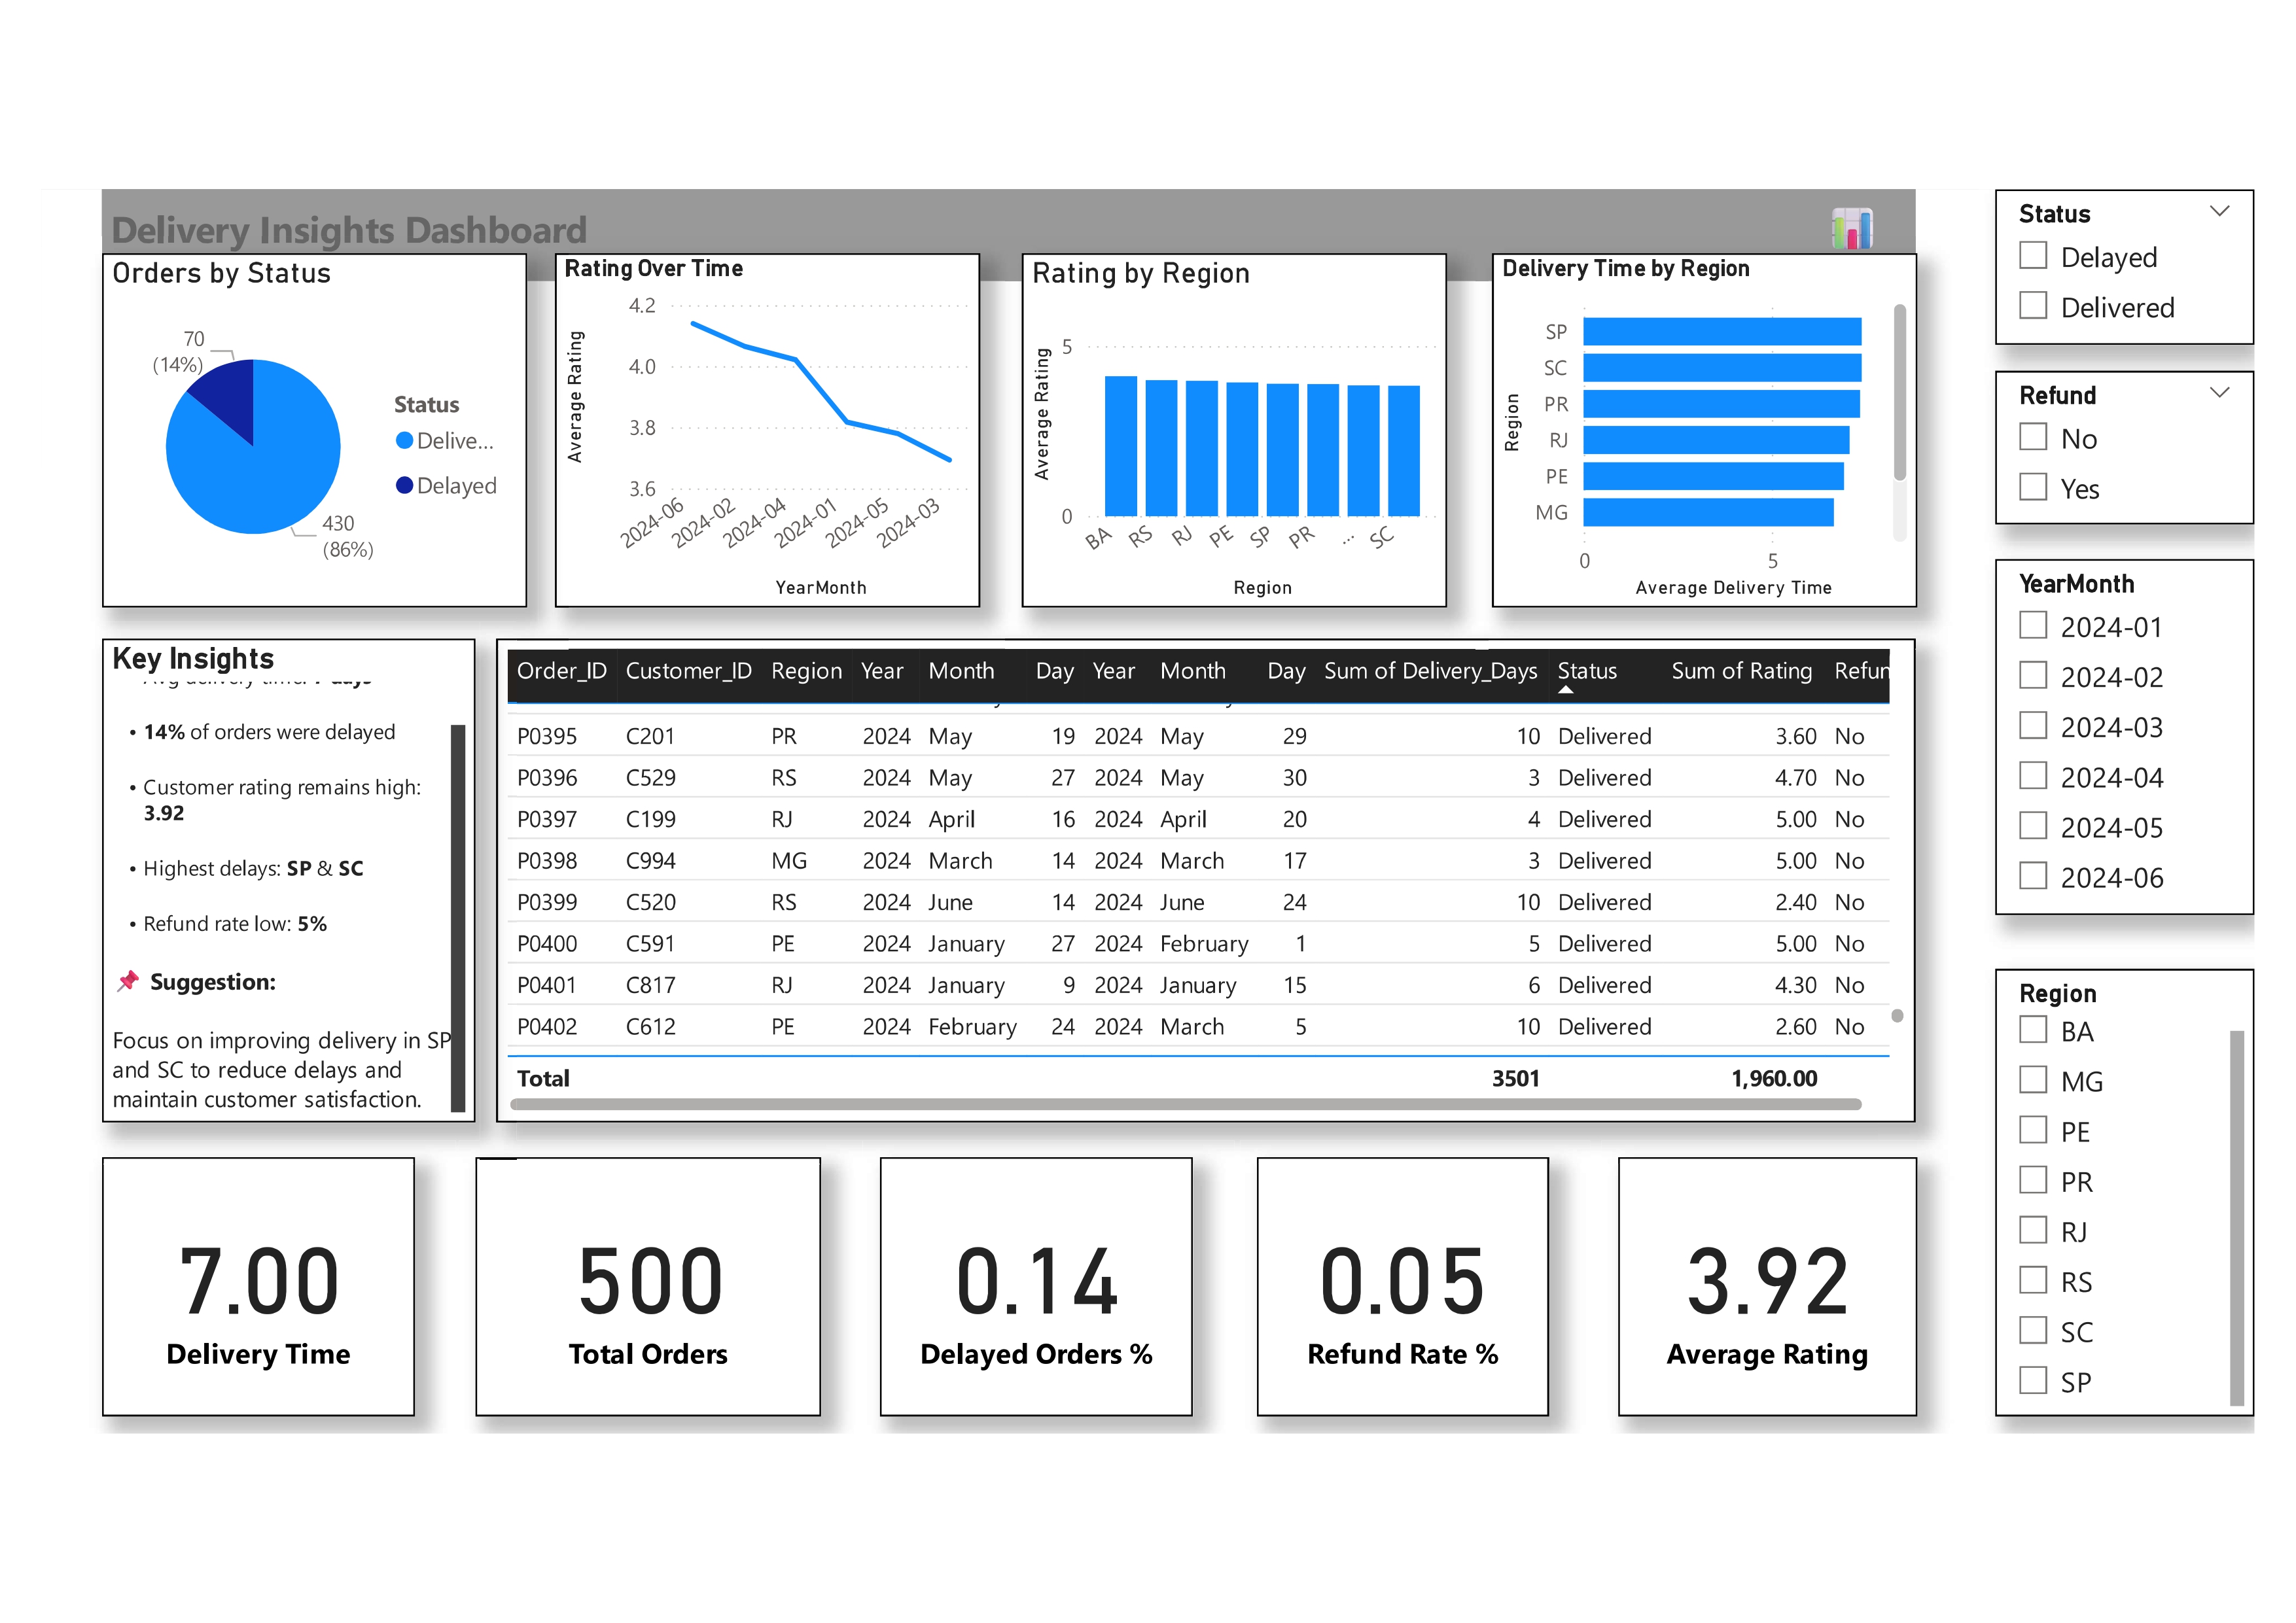 Delivery Insights Dashboard
Orders by Status
70
(14%)
430
(86%)
Status
Delive...
Delayed
Rating Over Time
Average Rating
4.2
4.0
3.8
3.6
2024-06
2024-02
2024-04
2024-01
2024-05
2024-03
YearMonth
Rating by Region
Average Rating
5
0
BA
RS
RJ
PE
SP
PR
...
SC
Region
Delivery Time by Region
Region
SP
SC
PR
RJ
PE
MG
0
5
Average Delivery Time
Status
Delayed
Delivered
Refund
No
Yes
YearMonth
2024-01
2024-02
2024-03
2024-04
2024-05
2024-06
Region
BA
MG
PE
PR
RJ
RS
SC
SP
Key Insights
Avg delivery time: 7 days
• 14% of orders were delayed
• Customer rating remains high:
3.92
• Highest delays: SP & SC
• Refund rate low: 5%
📌 Suggestion:
Focus on improving delivery in SP
and SC to reduce delays and
maintain customer satisfaction.
Order_ID Customer_ID Region Year Month Day Year Month Day Sum of Delivery_Days Status Sum of Rating Refun
P0395 C201 PR 2024 May 19 2024 May 29 10 Delivered 3.60 No
P0396 C529 RS 2024 May 27 2024 May 30 3 Delivered 4.70 No
P0397 C199 RJ 2024 April 16 2024 April 20 4 Delivered 5.00 No
P0398 C994 MG 2024 March 14 2024 March 17 3 Delivered 5.00 No
P0399 C520 RS 2024 June 14 2024 June 24 10 Delivered 2.40 No
P0400 C591 PE 2024 January 27 2024 February 1 5 Delivered 5.00 No
P0401 C817 RJ 2024 January 9 2024 January 15 6 Delivered 4.30 No
P0402 C612 PE 2024 February 24 2024 March 5 10 Delivered 2.60 No
Total 3501 1,960.00
7.00
Delivery Time
500
Total Orders
0.14
Delayed Orders %
0.05
Refund Rate %
3.92
Average Rating